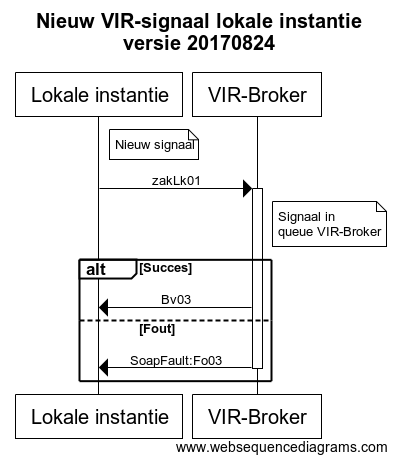 Nieuw VIR-signaal lokale instantie
versie 20170824
Lokale instantie
VIR-Broker
Nieuw signaal
zakLk01
Signaal in
queue VIR-Broker
alt
[Succes]
Bv03
[Fout]
SoapFault:Fo03
Lokale instantie
VIR-Broker
www.websequencediagrams.com